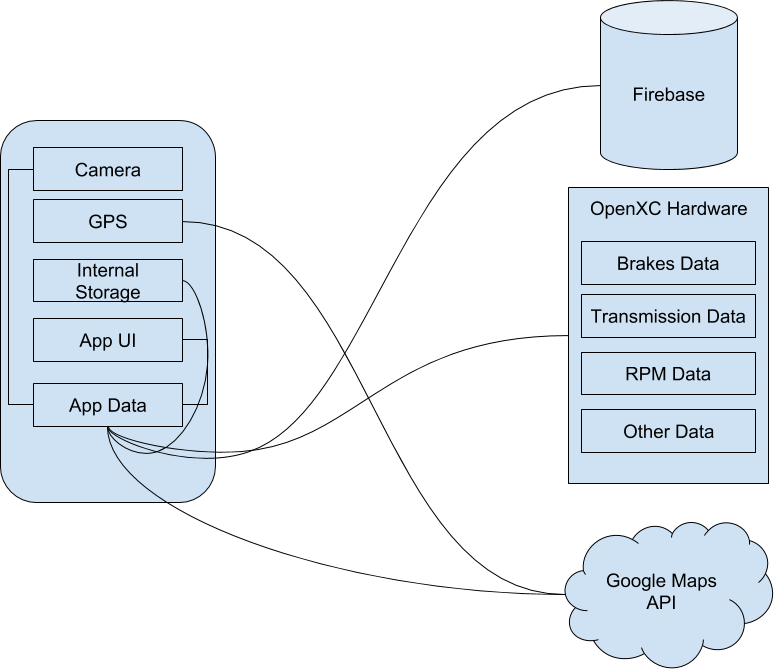 Camera
GPS
Internal
Storage
App UI
App Data
Firebase
OpenXC Hardware
Brakes Data
Transmission Data
RPM Data
Other Data
Google Maps
API